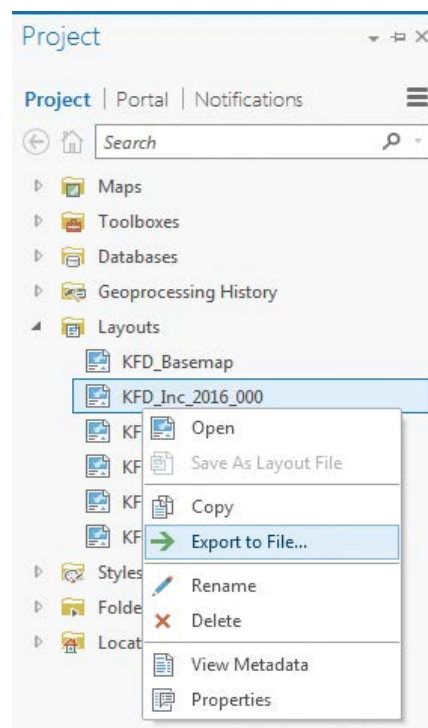 Project
Project | Portal | Notifications
Search
Maps
Toolboxes
Databases
Geoprocessing History
Layouts
KFD_Basemap
KFD_Inc_2016_000
KF Open
KF Save As Layout File
KF Copy
KF Export to File...
Styles
Rename
Folde
Delete
Locat
View Metadata
Properties